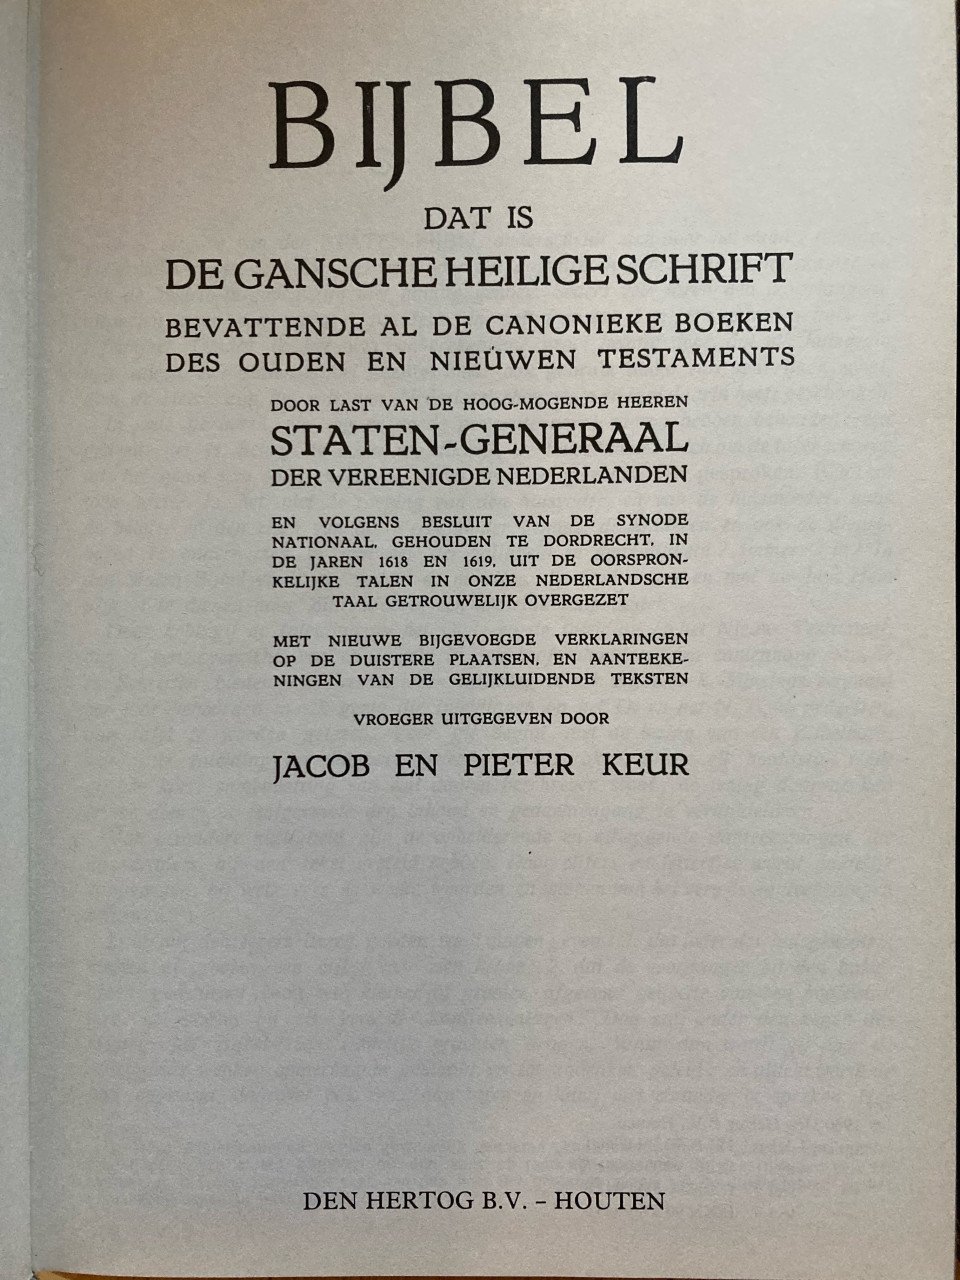 BIJBEL
DAT IS
DE GANSCHE HEILIGE SCHRIFT
BEVATTENDE AL DE CANONIEKE BOEKEN
DES OUDEN EN NIEÚWEN TESTAMENTS
DOOR LAST VAN DE HOOG-MOGENDE HEEREN
STATEN-GENERAAL
DER VEREENIGDE NEDERLANDEN
EN VOLGENS BESLUIT VAN DE SYNODE
NATIONAAL, GEHOUDEN TE DORDRECHT, IN
DE JAREN 1618 EN 1619, UIT DE OORSPRON-
KELIJKE TALEN IN ONZE NEDERLANDSCHE
TAAL GETROUWELIJK OVERGEZET
MET NIEUWE BIJGEVOEGDE VERKLARINGEN
OP DE DUISTERE PLAATSEN, EN AANTEEKE-
NINGEN VAN DE GELIJKLUIDENDE TEKSTEN
VROEGER UITGEGEVEN DOOR
JACOB EN PIETER KEUR
DEN HERTOG B.V. – HOUTEN